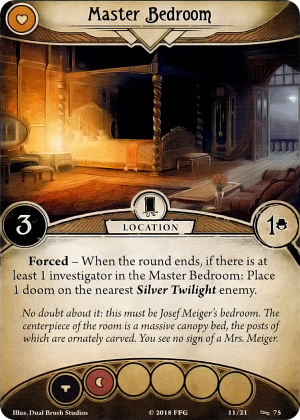 Master Bedroom
3
LOCATION
1
Forced – When the round ends, if there is at
least 1 investigator in the Master Bedroom: Place
1 doom on the nearest Silver Twilight enemy.
No doubt about it: this must be Josef Meiger's bedroom. The
centerpiece of the room is a massive canopy bed, the posts of
which are ornately carved. You see no sign of a Mrs. Meiger.
Illus. Dual Brush Studios © 2018 FFG 11/21 75